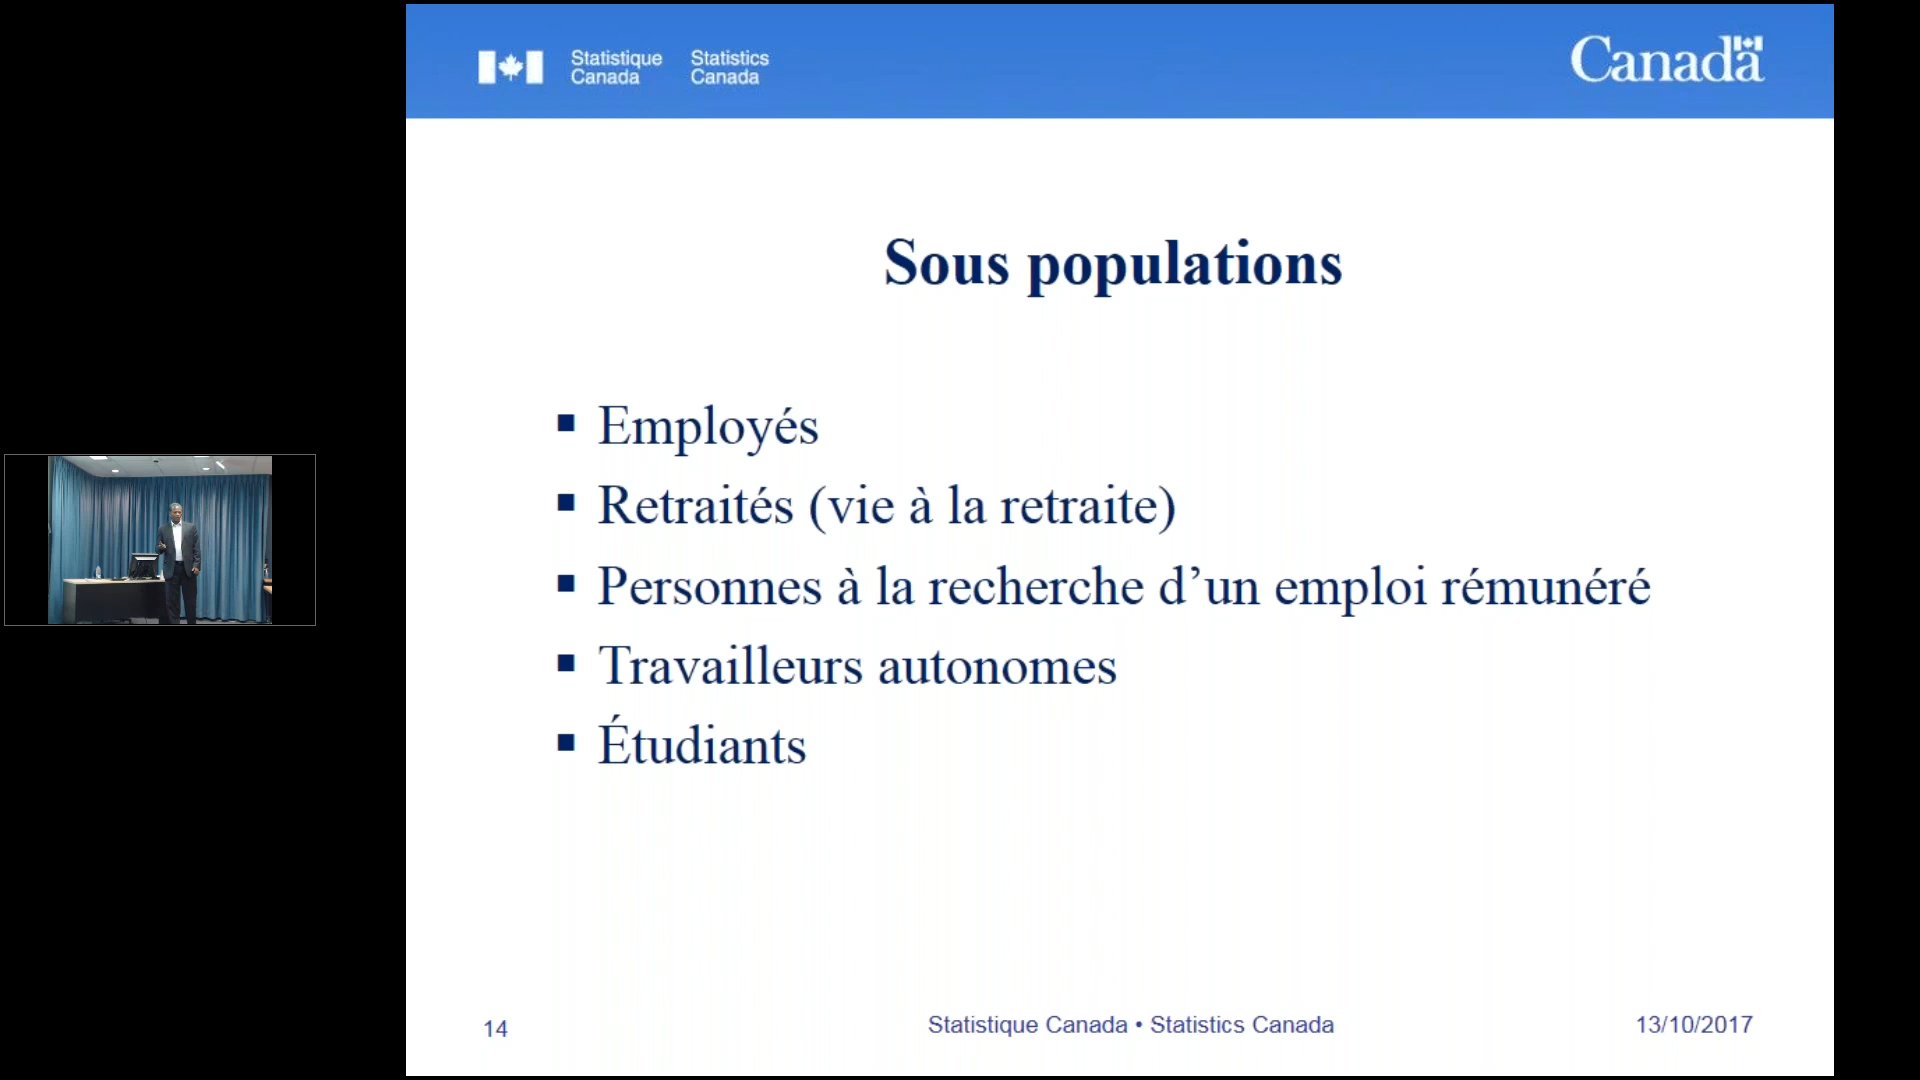 Statistique Canada
Statistics Canada
Canada
Sous populations
▪ Employés
▪ Retraités (vie à la retraite)
▪ Personnes à la recherche d’un emploi rémunéré
▪ Travailleurs autonomes
▪ Étudiants
14
Statistique Canada • Statistics Canada
13/10/2017